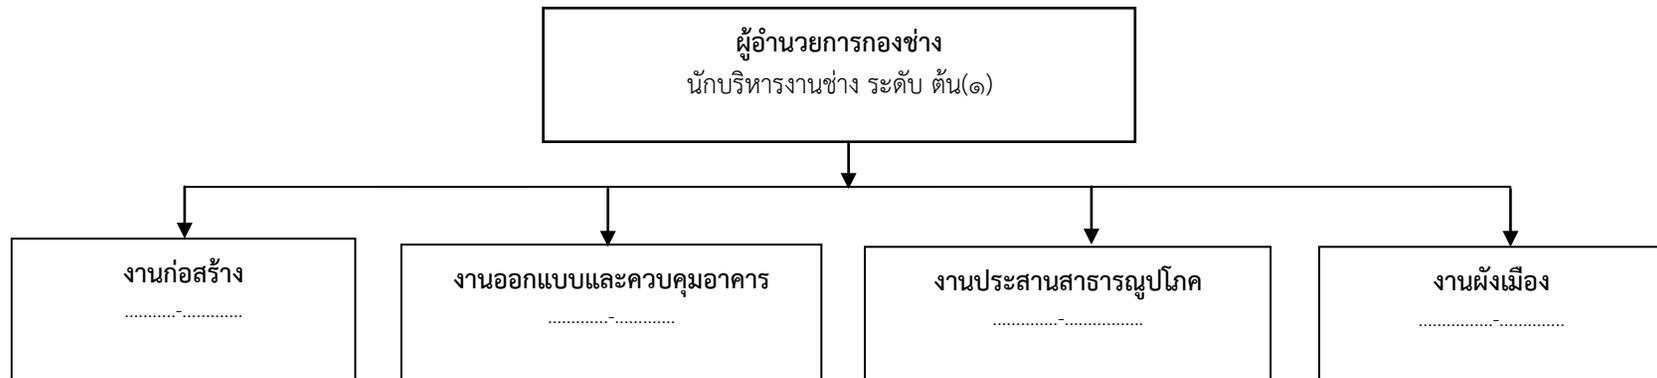 ผู้อำนวยการกองช่าง
นักบริหารงานช่าง ระดับ ต้น(๑)
งานก่อสร้าง
...........-.............
งานออกแบบและควบคุมอาคาร
.............-.............
งานประสานสาธารณูปโภค
..............-.................
งานผังเมือง
................-..............